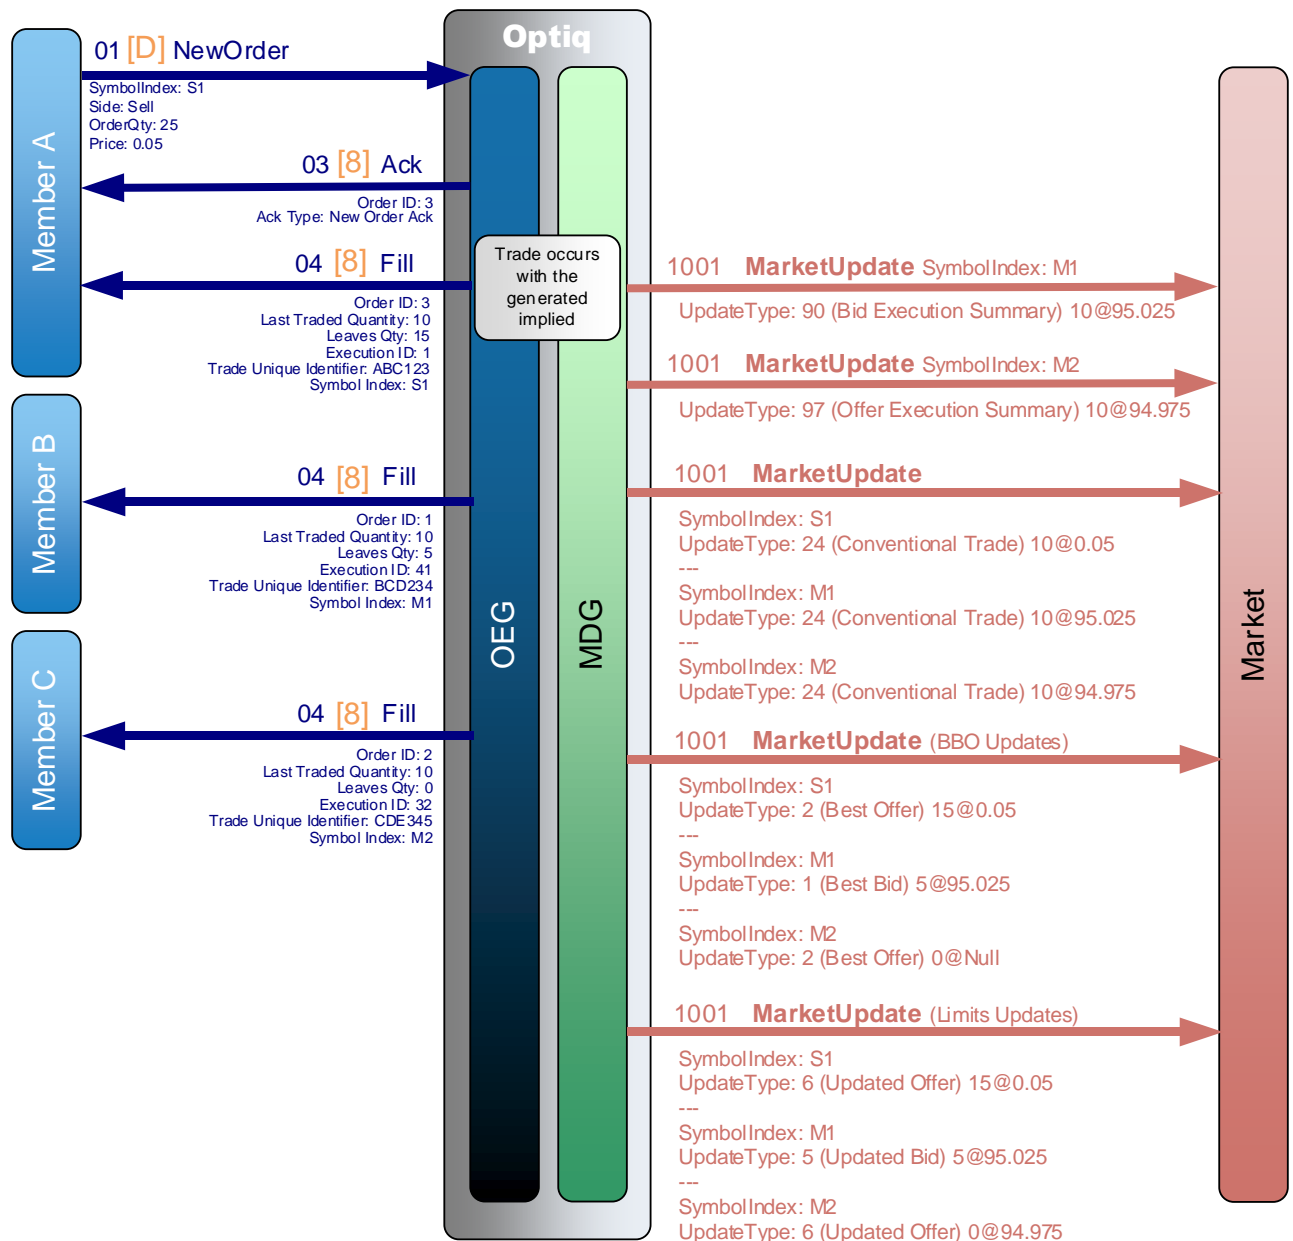 Optiq
Member A
01 [D] NewOrder
SymbolIndex: S1
Side: Sell
OrderQty: 25
Price: 0.05
03 [8] Ack
Order ID: 3
Ack Type: New Order Ack
04 [8] Fill
Order ID: 3
Last Traded Quantity: 10
Leaves Qty: 15
Execution ID: 1
Trade Unique Identifier: ABC123
Symbol Index: S1
Member B
04 [8] Fill
Order ID: 1
Last Traded Quantity: 10
Leaves Qty: 5
Execution ID: 41
Trade Unique Identifier: BCD234
Symbol Index: M1
Member C
04 [8] Fill
Order ID: 2
Last Traded Quantity: 10
Leaves Qty: 0
Execution ID: 32
Trade Unique Identifier: CDE345
Symbol Index: M2
OEG
MDG
Trade occurs
with the
generated
implied
1001 MarketUpdate SymbolIndex: M1
UpdateType: 90 (Bid Execution Summary) 10@95.025
1001 MarketUpdate SymbolIndex: M2
UpdateType: 97 (Offer Execution Summary) 10@94.975
1001 MarketUpdate
SymbolIndex: S1
UpdateType: 24 (Conventional Trade) 10@0.05
---
SymbolIndex: M1
UpdateType: 24 (Conventional Trade) 10@95.025
---
SymbolIndex: M2
UpdateType: 24 (Conventional Trade) 10@94.975
1001 MarketUpdate (BBO Updates)
SymbolIndex: S1
UpdateType: 2 (Best Offer) 15@0.05
---
SymbolIndex: M1
UpdateType: 1 (Best Bid) 5@95.025
---
SymbolIndex: M2
UpdateType: 2 (Best Offer) 0@Null
1001 MarketUpdate (Limits Updates)
SymbolIndex: S1
UpdateType: 6 (Updated Offer) 15@0.05
---
SymbolIndex: M1
UpdateType: 5 (Updated Bid) 5@95.025
---
SymbolIndex: M2
UpdateType: 6 (Updated Offer) 0@94.975
Market